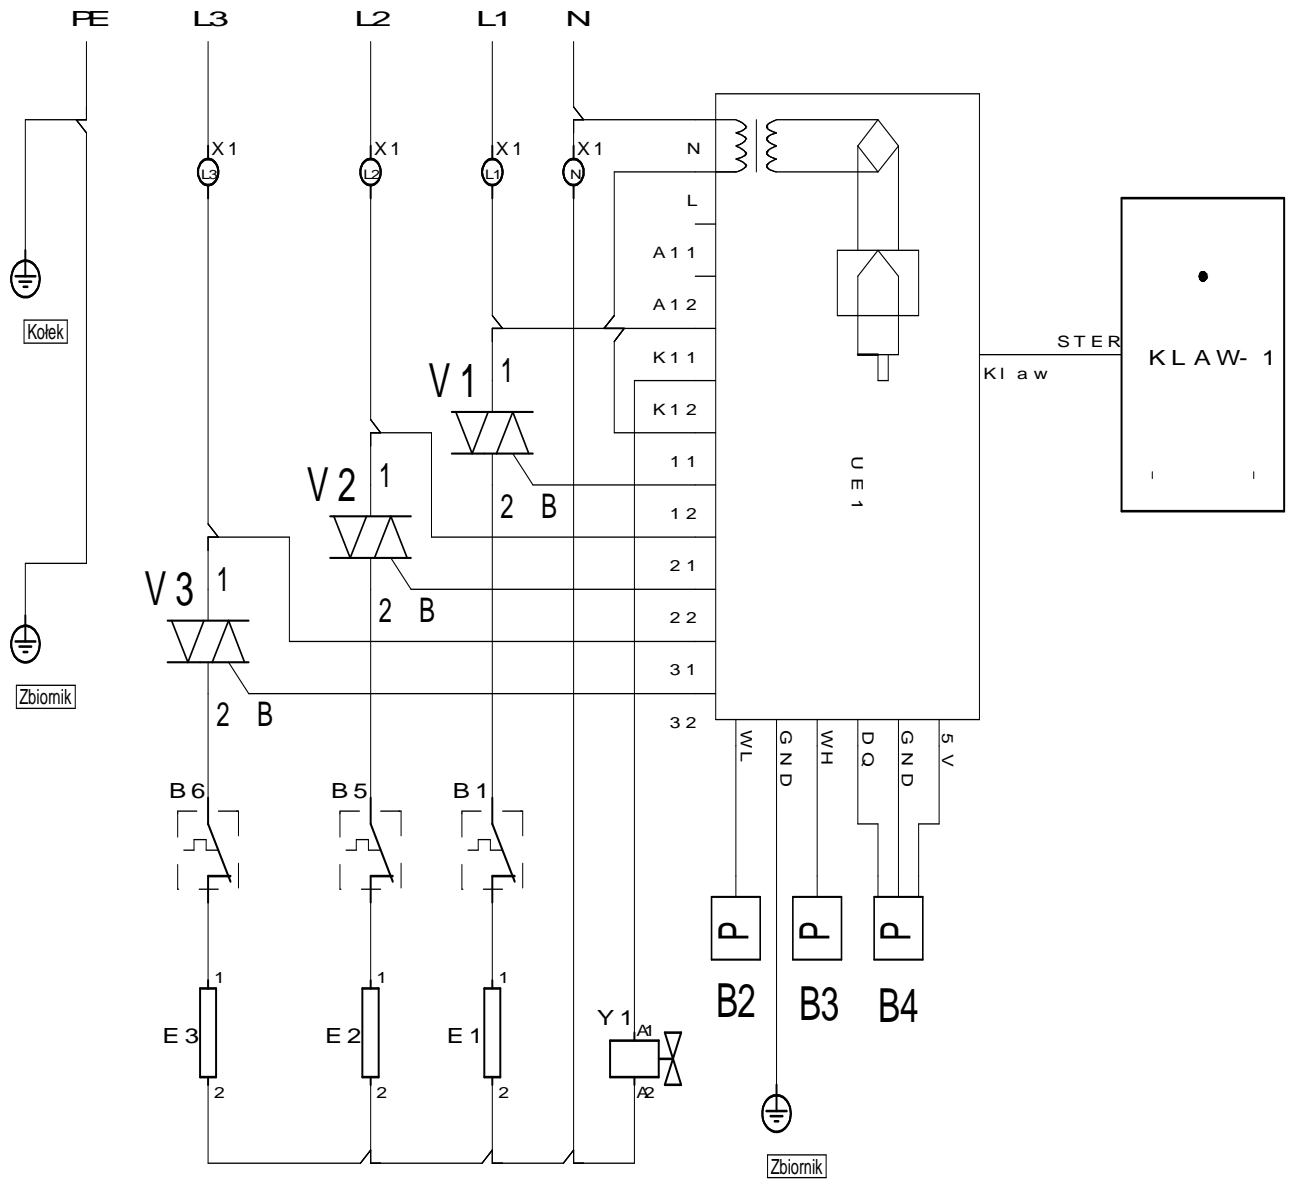 PE L3 L2 L1 N
X1 X1 X1 X1
L3 L2 L1 N
N
L
A11
A12
K11
K12
11
12
21
22
31
32
UE1
Kołek
Zbiornik
V1 1
2 B
V2 1
2 B
V3 1
2 B
STER
Klaw
KLAW-1
WL GND WH DQ GND 5V
B6 B5 B1
P P P
B2 B3 B4
1 1 1
E3 E2 E1
2 2 2
Y1 A1
A2
Zbiornik